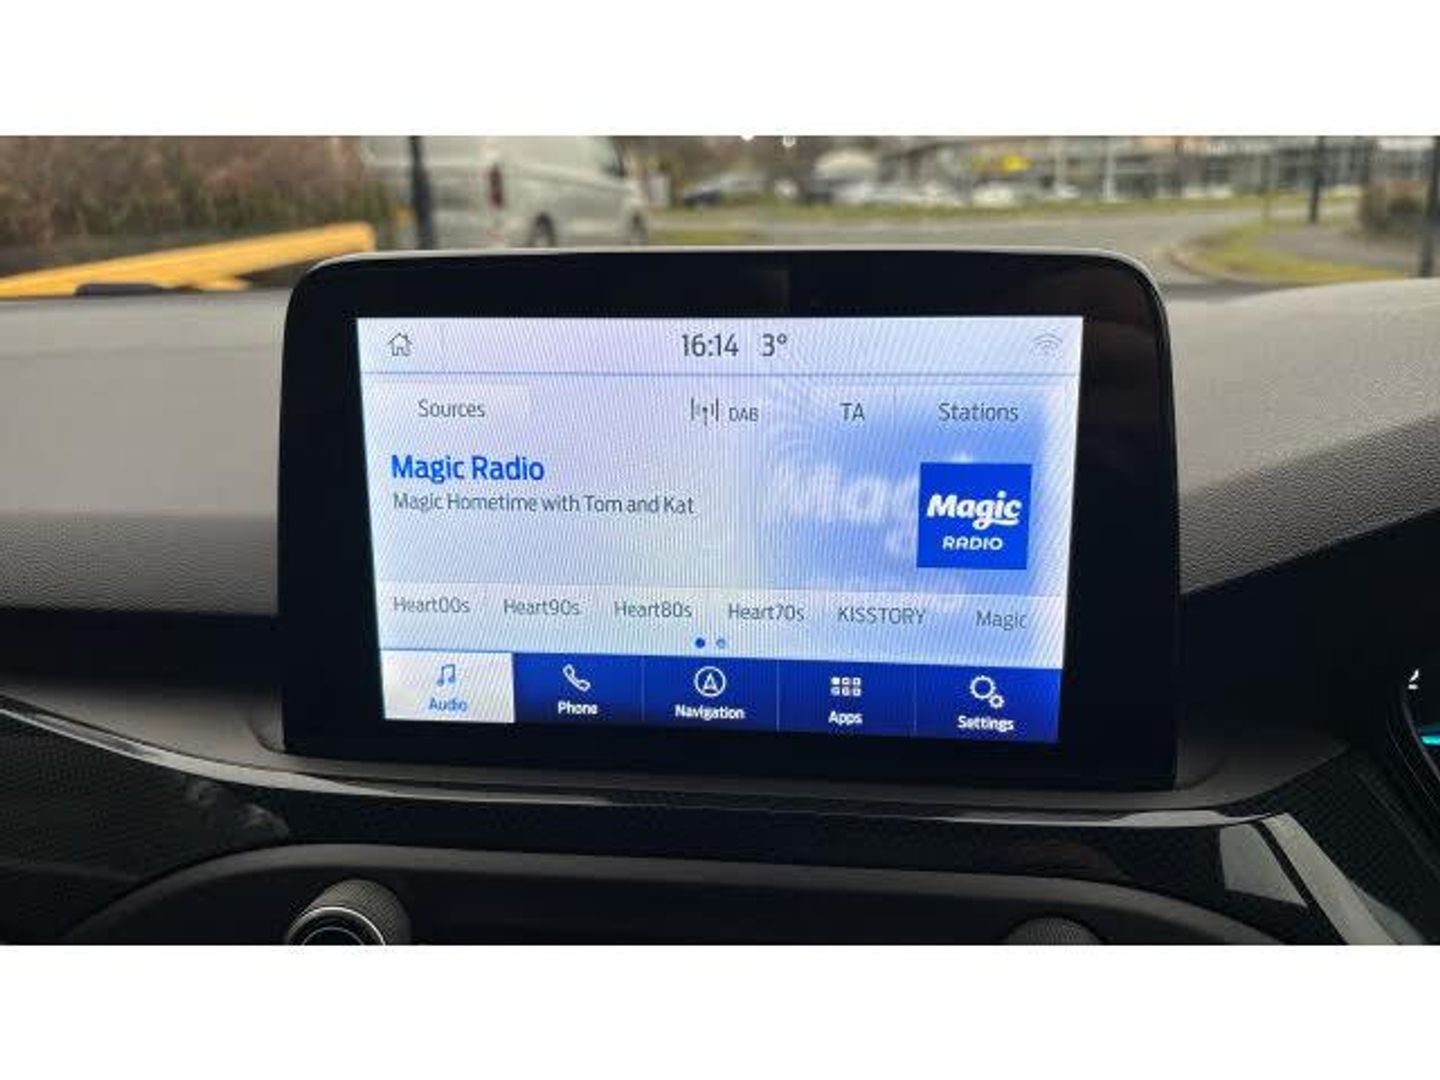 16:14 3°
Sources DAB TA Stations
Magic Radio
Magic Hometime with Tom and Kat
Magic
RADIO
Heart00s Heart90s Heart80s Heart70s KISSTORY Magic
Audio Phone Navigation Apps Settings